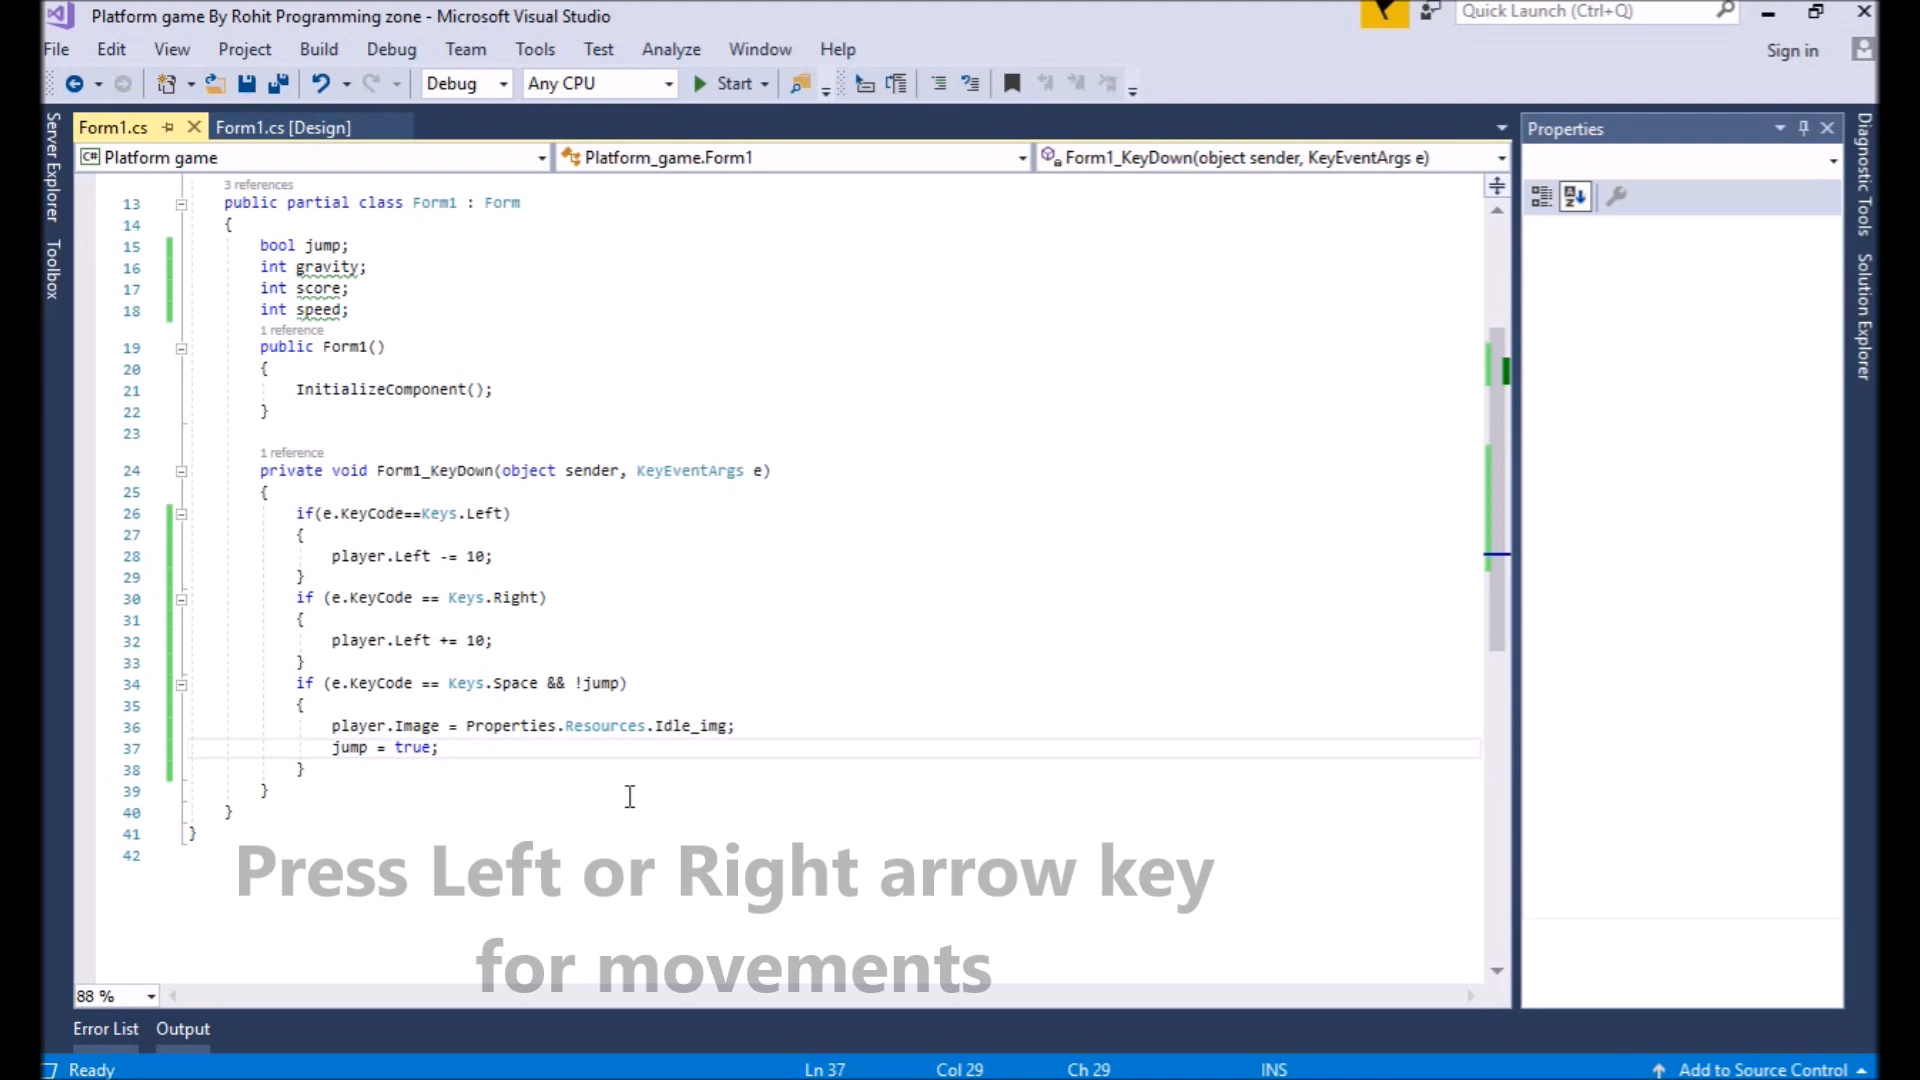 Platform game By Rohit Programming zone - Microsoft Visual Studio
Quick Launch (Ctrl+Q)
File Edit View Project Build Debug Team Tools Test Analyze Window Help
Sign in
Debug Any CPU Start
Form1.cs Form1.cs [Design]
Properties
Server Explorer
Toolbox
Diagnostic Tools
Solution Explorer
C# Platform game Platform_game.Form1 Form1_KeyDown(object sender, KeyEventArgs e)
3 references
13 public partial class Form1 : Form
14 {
15 bool jump;
16 int gravity;
17 int score;
18 int speed;
1 reference
19 public Form1()
20 {
21 InitializeComponent();
22 }
23
1 reference
24 private void Form1_KeyDown(object sender, KeyEventArgs e)
25 {
26 if(e.KeyCode==Keys.Left)
27 {
28 player.Left -= 10;
29 }
30 if (e.KeyCode == Keys.Right)
31 {
32 player.Left += 10;
33 }
34 if (e.KeyCode == Keys.Space && !jump)
35 {
36 player.Image = Properties.Resources.Idle_img;
37 jump = true;
38 }
39 }
40 }
41 }
42
Press Left or Right arrow key
for movements
88 %
Error List Output
Ready Ln 37 Col 29 Ch 29 INS Add to Source Control